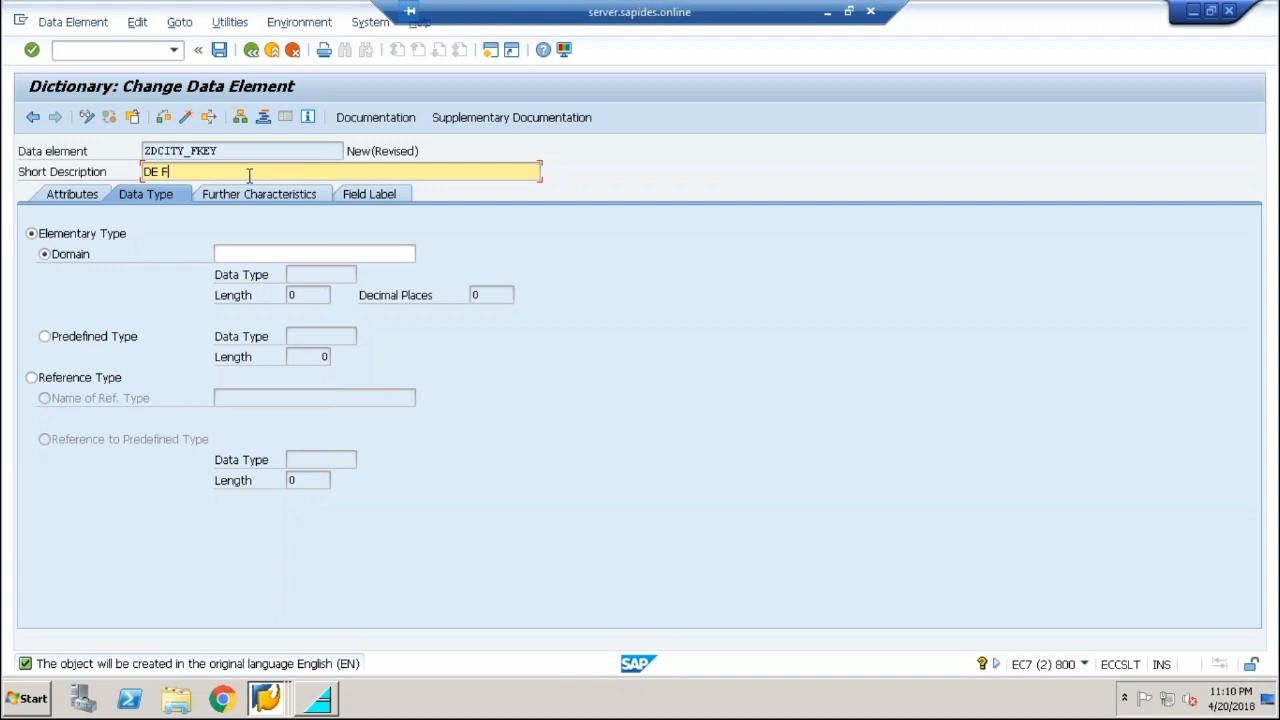 server.sapides.online
Data Element Edit Goto Utilities Environment System Help
Dictionary: Change Data Element
Documentation Supplementary Documentation
Data element ZDCITY_FKEY New(Revised)
Short Description DE F
Attributes Data Type Further Characteristics Field Label
Elementary Type
Domain
Data Type
Length 0 Decimal Places 0
Predefined Type Data Type
Length 0
Reference Type
Name of Ref. Type
Reference to Predefined Type
Data Type
Length 0
The object will be created in the original language English (EN) SAP EC7 (2) 800 ECCSLT INS
Start 11:10 PM
4/20/2018